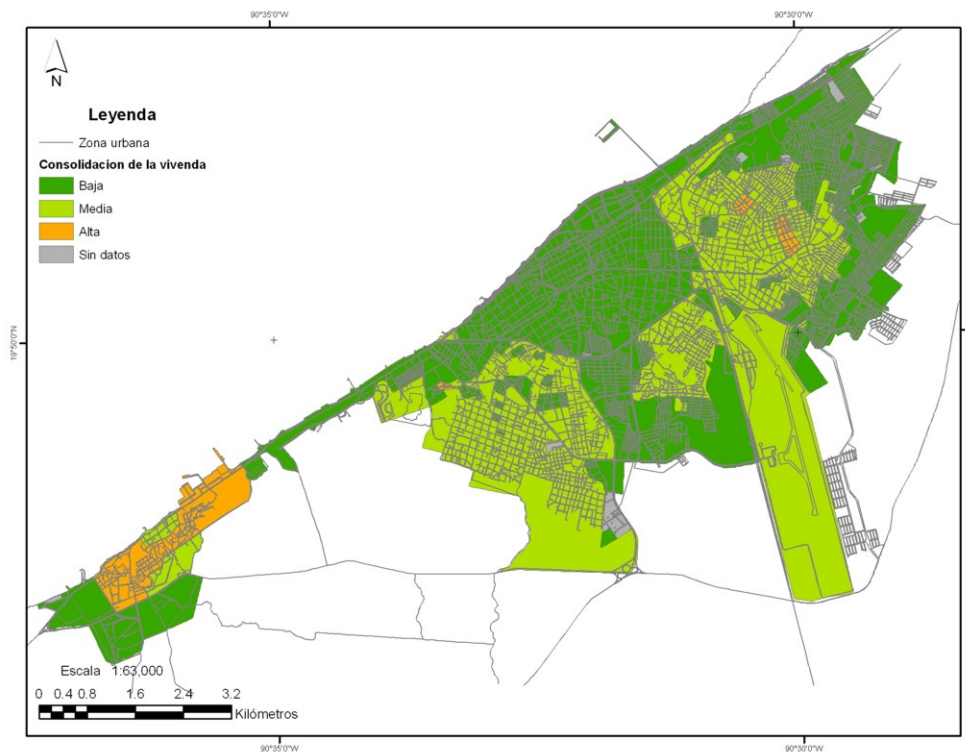 90°35'0"W
90°30'0"W
N
Leyenda
Zona urbana
Consolidacion de la vivenda
Baja
Media
Alta
Sin datos
19°50'0"N
Escala 1:63,000
0 0.4 0.8 1.6 2.4 3.2
Kilómetros
90°35'0"W
90°30'0"W